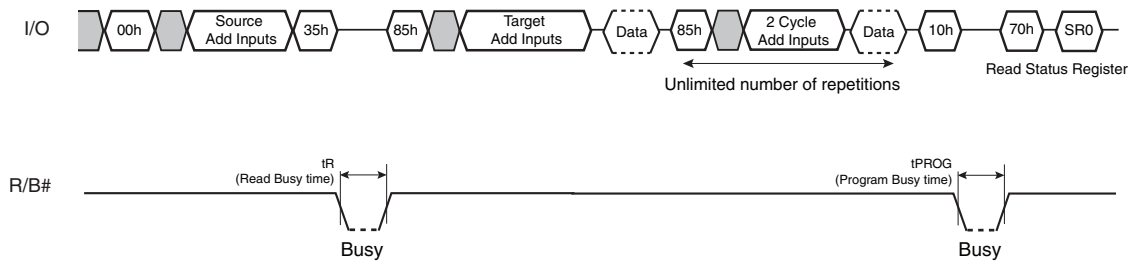 I/O
00h
Source
Add Inputs
35h
85h
Target
Add Inputs
Data
85h
2 Cycle
Add Inputs
Data
10h
70h
SR0
Unlimited number of repetitions
Read Status Register
R/B#
tR
(Read Busy time)
Busy
tPROG
(Program Busy time)
Busy